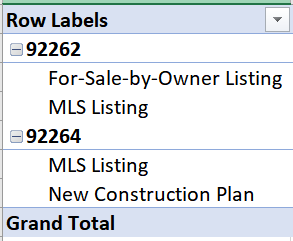 Row Labels
92262
For-Sale-by-Owner Listing
MLS Listing
92264
MLS Listing
New Construction Plan
Grand Total